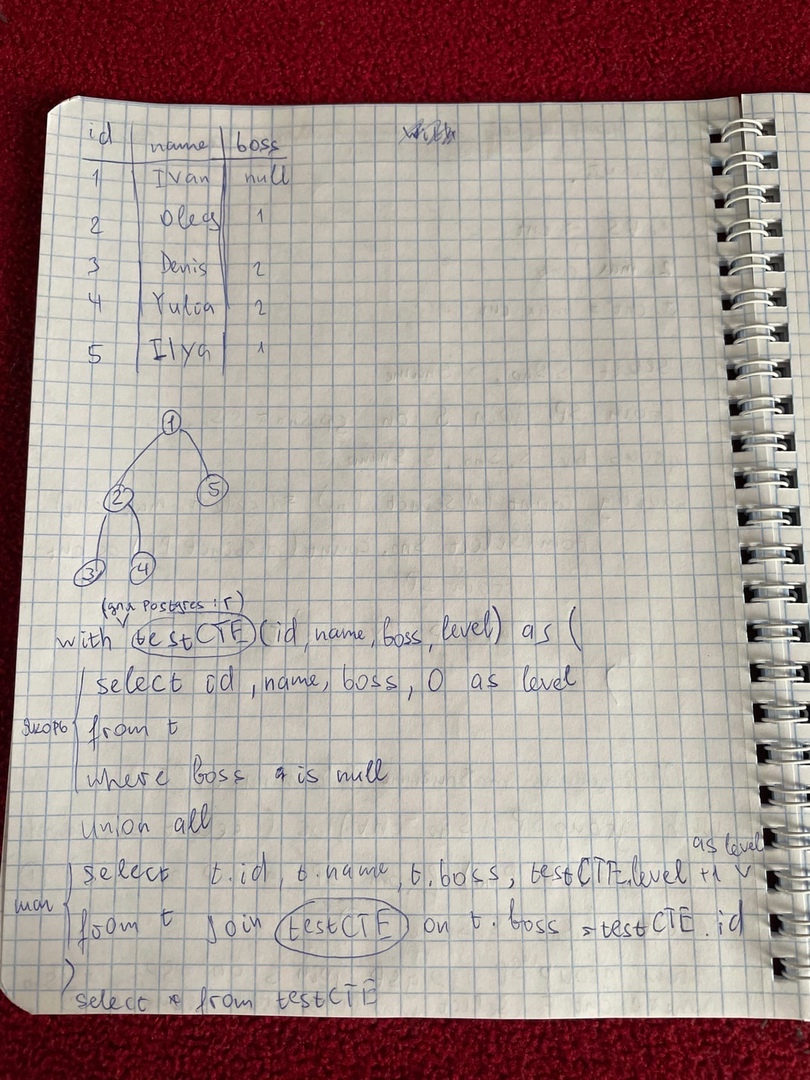 id name boss
1 Ivan null
2 Oleg 1
3 Denis 2
4 Yulia 2
5 Ilya 1
1
2 5
3 4
(для Postgres : r)
with testCTE (id, name, boss, level) as (
select id, name, boss, 0 as level
якорь from t
where boss is null
union all
as level
select t.id, t.name, t.boss, testCTE.level +1
шаг from t join testCTE on t.boss = testCTE.id
)
select * from testCTE